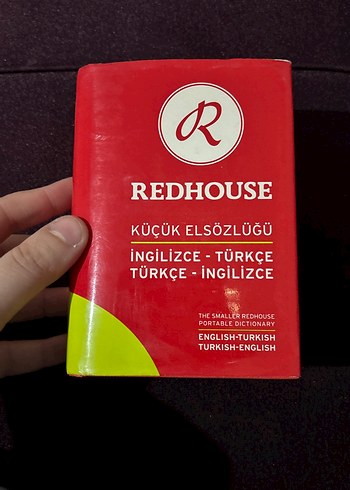 R
REDHOUSE
KÜÇÜK ELSÖZLÜĞÜ
İNGİLİZCE - TÜRKÇE
TÜRKÇE - İNGİLİZCE
THE SMALLER REDHOUSE
PORTABLE DICTIONARY
ENGLISH-TURKISH
TURKISH-ENGLISH